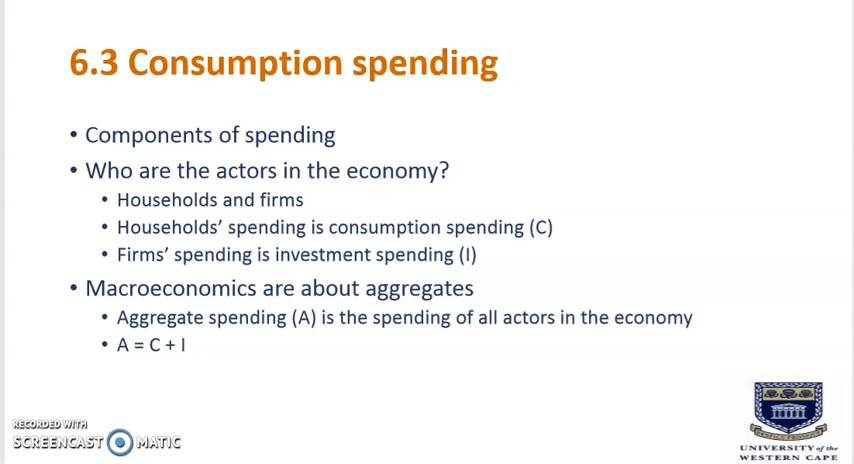 6.3 Consumption spending
• Components of spending
• Who are the actors in the economy?
• Households and firms
• Households' spending is consumption spending (C)
• Firms' spending is investment spending (I)
• Macroeconomics are about aggregates
• Aggregate spending (A) is the spending of all actors in the economy
• A = C + I
RECORDED WITH
SCREENCAST MATIC
UNIVERSITY of the
WESTERN CAPE